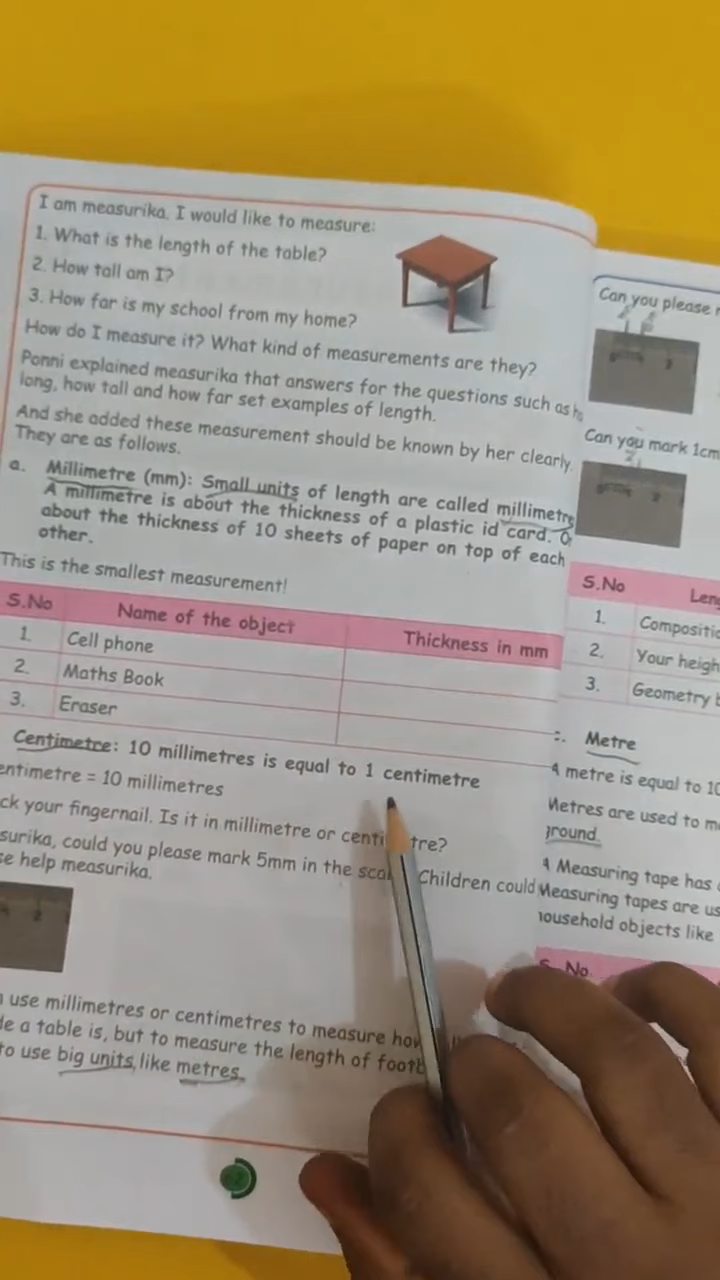 I am measurika. I would like to measure:
1. What is the length of the table?
2. How tall am I?
3. How far is my school from my home?
How do I measure it? What kind of measurements are they?
Ponni explained measurika that answers for the questions such as
long, how tall and how far set examples of length.
And she added these measurement should be known by her clearly.
They are as follows.
a. Millimetre (mm): Small units of length are called millimetre
A millimetre is about the thickness of a plastic id card. O
about the thickness of 10 sheets of paper on top of each
other.
This is the smallest measurement!
S.No Name of the object Thickness in mm
1. Cell phone
2. Maths Book
3. Eraser
Centimetre: 10 millimetres is equal to 1 centimetre
entimetre = 10 millimetres
ck your fingernail. Is it in millimetre or centi tre?
surika, could you please mark 5mm in the sca Children could
se help measurika.
use millimetres or centimetres to measure how
le a table is, but to measure the length of footb
to use big units, like metres.
Can you please
Can you mark 1cm
S.No Len
1. Compositio
2. Your heigh
3. Geometry b
Metre
A metre is equal to 10
Metres are used to m
ground.
A Measuring tape has
Measuring tapes are us
household objects like
S. No.